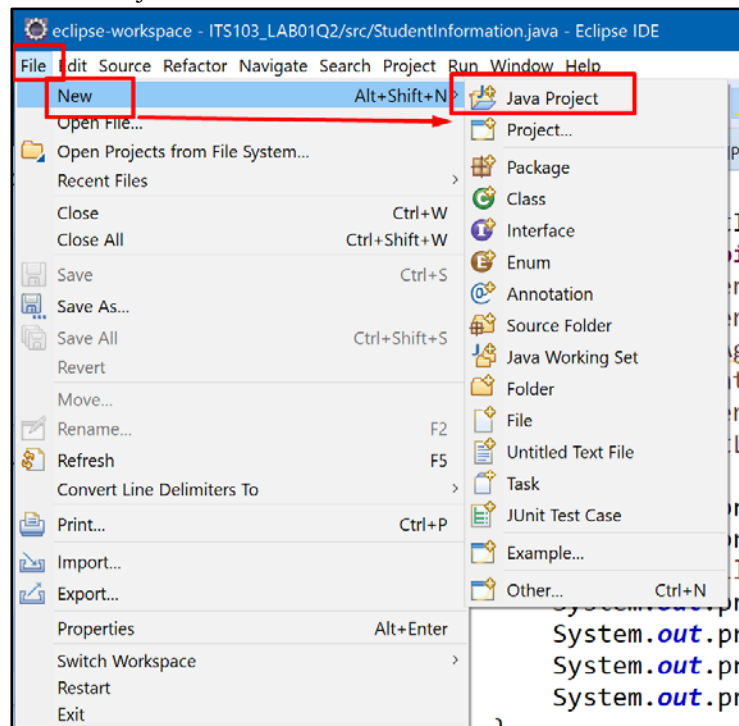 eclipse-workspace - ITS103_LAB01Q2/src/StudentInformation.java - Eclipse IDE
File Edit Source Refactor Navigate Search Project Run Window Help
New Alt+Shift+N >
Open File...
Open Projects from File System...
Recent Files >
Close Ctrl+W
Close All Ctrl+Shift+W
Save Ctrl+S
Save As...
Save All Ctrl+Shift+S
Revert
Move...
Rename... F2
Refresh F5
Convert Line Delimiters To >
Print... Ctrl+P
Import...
Export...
Properties Alt+Enter
Switch Workspace >
Restart
Exit
Java Project
Project...
Package
Class
Interface
Enum
Annotation
Source Folder
Java Working Set
Folder
File
Untitled Text File
Task
JUnit Test Case
Example...
Other... Ctrl+N
System.out.pr
System.out.pr
System.out.pr
System.out.pr
}